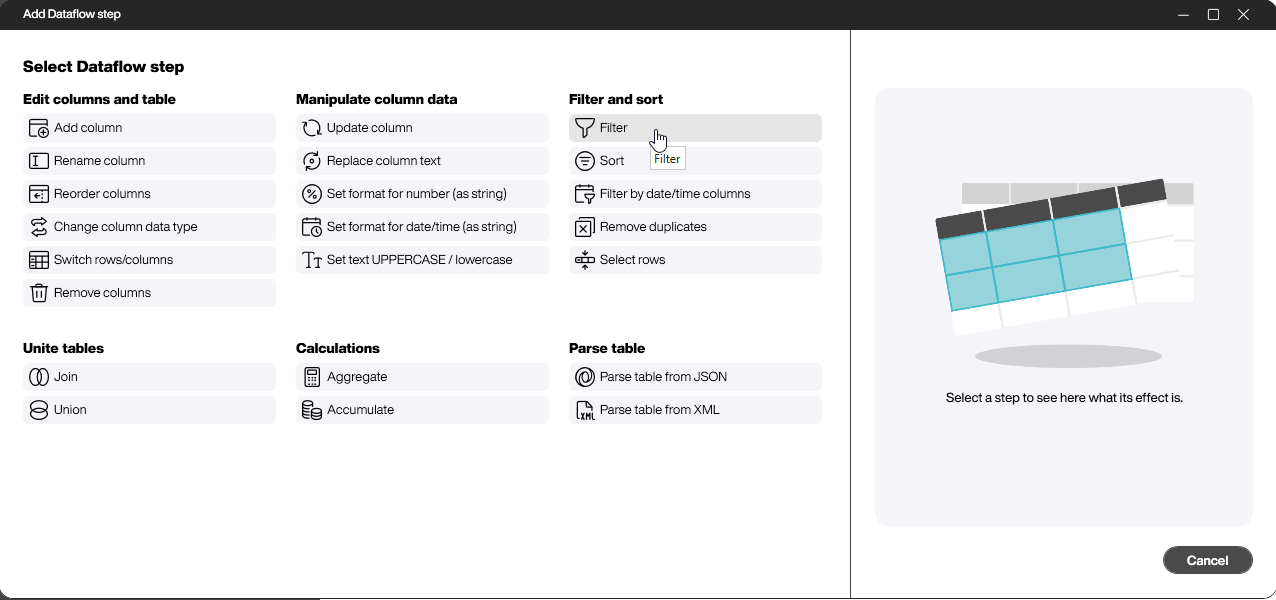 Add Dataflow step
Select Dataflow step
Edit columns and table
Add column
Rename column
Reorder columns
Change column data type
Switch rows/columns
Remove columns
Manipulate column data
Update column
Replace column text
Set format for number (as string)
Set format for date/time (as string)
Set text UPPERCASE / lowercase
Filter and sort
Filter
Sort
Filter
Filter by date/time columns
Remove duplicates
Select rows
Unite tables
Join
Union
Calculations
Aggregate
Accumulate
Parse table
Parse table from JSON
XML
Parse table from XML
Select a step to see here what its effect is.
Cancel